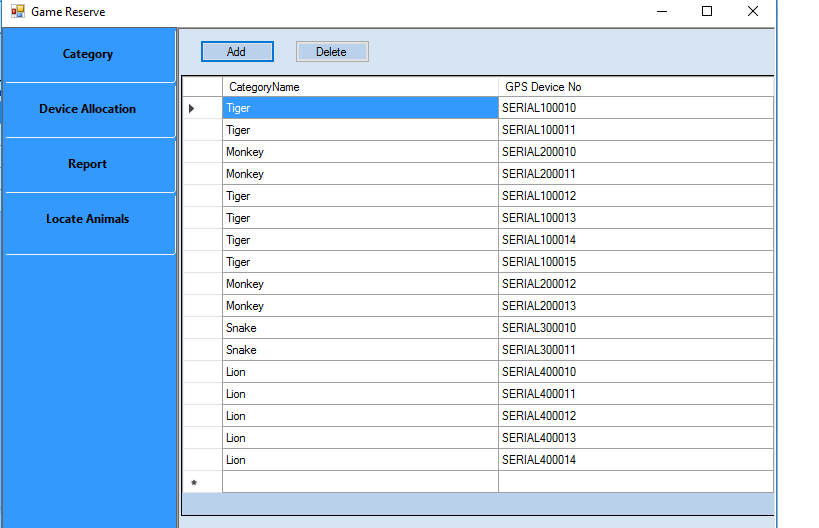 Game Reserve
Category
Device Allocation
Report
Locate Animals
Add Delete
CategoryName GPS Device No
Tiger SERIAL100010
Tiger SERIAL100011
Monkey SERIAL200010
Monkey SERIAL200011
Tiger SERIAL100012
Tiger SERIAL100013
Tiger SERIAL100014
Tiger SERIAL100015
Monkey SERIAL200012
Monkey SERIAL200013
Snake SERIAL300010
Snake SERIAL300011
Lion SERIAL400010
Lion SERIAL400011
Lion SERIAL400012
Lion SERIAL400013
Lion SERIAL400014
*